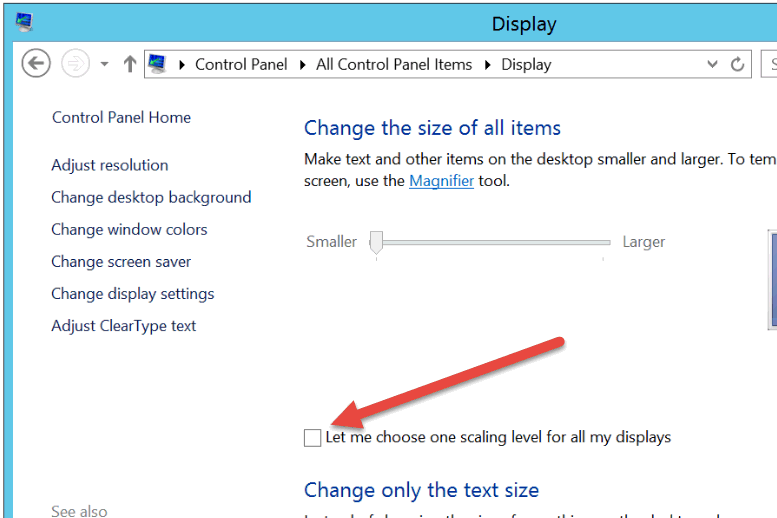 Display
Control Panel All Control Panel Items Display
Control Panel Home
Adjust resolution
Change desktop background
Change window colors
Change screen saver
Change display settings
Adjust ClearType text
See also
Change the size of all items
Make text and other items on the desktop smaller and larger. To tem
screen, use the Magnifier tool.
Smaller Larger
Let me choose one scaling level for all my displays
Change only the text size